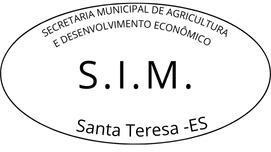 SECRETARIA MUNICIPAL DE AGRICULTURA
E DESENVOLVIMENTO ECONÔMICO
S.I.M.
Santa Teresa -ES